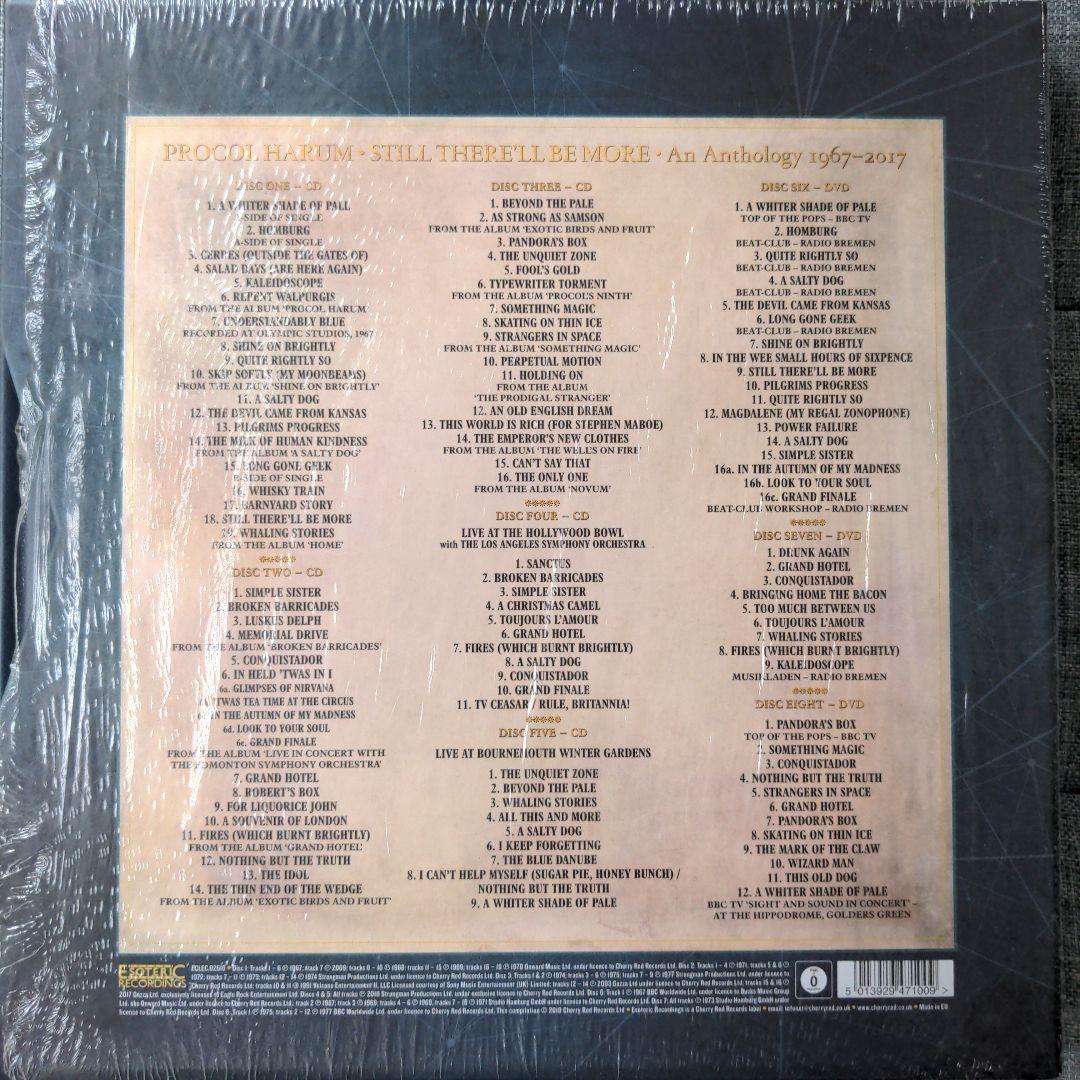 PROCOL HARUM • STILL THERE'LL BE MORE • An Anthology 1967–2017
DISC ONE – CD
1. A WHITER SHADE OF PALE
A-SIDE OF SINGLE
2. HOMBURG
A-SIDE OF SINGLE
3. CERDES (OUTSIDE THE GATES OF)
4. SALAD DAYS (ARE HERE AGAIN)
5. KALEIDOSCOPE
6. REPENT WALPURGIS
FROM THE ALBUM 'PROCOL HARUM'
7. UNDERSTANDABLY BLUE
RECORDED AT OLYMPIC STUDIOS, 1967
8. SHINE ON BRIGHTLY
9. QUITE RIGHTLY SO
10. SKIP SOFTLY (MY MOONBEAMS)
FROM THE ALBUM 'SHINE ON BRIGHTLY'
11. A SALTY DOG
12. THE DEVIL CAME FROM KANSAS
13. PILGRIMS PROGRESS
14. THE MILK OF HUMAN KINDNESS
FROM THE ALBUM 'A SALTY DOG'
15. LONG GONE GEEK
B-SIDE OF SINGLE
16. WHISKY TRAIN
17. BARNYARD STORY
18. STILL THERE'LL BE MORE
19. WHALING STORIES
FROM THE ALBUM 'HOME'
DISC TWO – CD
1. SIMPLE SISTER
2. BROKEN BARRICADES
3. LUSKUS DELPH
4. MEMORIAL DRIVE
FROM THE ALBUM 'BROKEN BARRICADES'
5. CONQUISTADOR
6. IN HELD 'TWAS IN I
6a. GLIMPSES OF NIRVANA
'TWAS TEA TIME AT THE CIRCUS
6c. IN THE AUTUMN OF MY MADNESS
6d. LOOK TO YOUR SOUL
6e. GRAND FINALE
FROM THE ALBUM 'LIVE IN CONCERT WITH
THE EDMONTON SYMPHONY ORCHESTRA'
7. GRAND HOTEL
8. ROBERT'S BOX
9. FOR LIQUORICE JOHN
10. A SOUVENIR OF LONDON
11. FIRES (WHICH BURNT BRIGHTLY)
FROM THE ALBUM 'GRAND HOTEL'
12. NOTHING BUT THE TRUTH
13. THE IDOL
14. THE THIN END OF THE WEDGE
FROM THE ALBUM 'EXOTIC BIRDS AND FRUIT'
DISC THREE – CD
1. BEYOND THE PALE
2. AS STRONG AS SAMSON
FROM THE ALBUM 'EXOTIC BIRDS AND FRUIT'
3. PANDORA'S BOX
4. THE UNQUIET ZONE
5. FOOL'S GOLD
6. TYPEWRITER TORMENT
FROM THE ALBUM 'PROCOL'S NINTH'
7. SOMETHING MAGIC
8. SKATING ON THIN ICE
9. STRANGERS IN SPACE
FROM THE ALBUM 'SOMETHING MAGIC'
10. PERPETUAL MOTION
11. HOLDING ON
FROM THE ALBUM
'THE PRODIGAL STRANGER'
12. AN OLD ENGLISH DREAM
13. THIS WORLD IS RICH (FOR STEPHEN MABOE)
14. THE EMPEROR'S NEW CLOTHES
FROM THE ALBUM 'THE WELL'S ON FIRE'
15. CAN'T SAY THAT
16. THE ONLY ONE
FROM THE ALBUM 'NOVUM'
DISC FOUR – CD
LIVE AT THE HOLLYWOOD BOWL
with THE LOS ANGELES SYMPHONY ORCHESTRA
1. SANCTUS
2. BROKEN BARRICADES
3. SIMPLE SISTER
4. A CHRISTMAS CAMEL
5. TOUJOURS L'AMOUR
6. GRAND HOTEL
7. FIRES (WHICH BURNT BRIGHTLY)
8. A SALTY DOG
9. CONQUISTADOR
10. GRAND FINALE
11. TV CEASAR / RULE, BRITANNIA!
DISC FIVE – CD
LIVE AT BOURNEMOUTH WINTER GARDENS
1. THE UNQUIET ZONE
2. BEYOND THE PALE
3. WHALING STORIES
4. ALL THIS AND MORE
5. A SALTY DOG
6. I KEEP FORGETTING
7. THE BLUE DANUBE
8. I CAN'T HELP MYSELF (SUGAR PIE, HONEY BUNCH) /
NOTHING BUT THE TRUTH
9. A WHITER SHADE OF PALE
DISC SIX – DVD
1. A WHITER SHADE OF PALE
TOP OF THE POPS – BBC TV
2. HOMBURG
BEAT-CLUB – RADIO BREMEN
3. QUITE RIGHTLY SO
BEAT-CLUB – RADIO BREMEN
4. A SALTY DOG
BEAT-CLUB – RADIO BREMEN
5. THE DEVIL CAME FROM KANSAS
6. LONG GONE GEEK
BEAT-CLUB – RADIO BREMEN
7. SHINE ON BRIGHTLY
8. IN THE WEE SMALL HOURS OF SIXPENCE
9. STILL THERE'LL BE MORE
10. PILGRIMS PROGRESS
11. QUITE RIGHTLY SO
12. MAGDALENE (MY REGAL ZONOPHONE)
13. POWER FAILURE
14. A SALTY DOG
15. SIMPLE SISTER
16a. IN THE AUTUMN OF MY MADNESS
16b. LOOK TO YOUR SOUL
16c. GRAND FINALE
BEAT-CLUB WORKSHOP – RADIO BREMEN
DISC SEVEN – DVD
1. DRUNK AGAIN
2. GRAND HOTEL
3. CONQUISTADOR
4. BRINGING HOME THE BACON
5. TOO MUCH BETWEEN US
6. TOUJOURS L'AMOUR
7. WHALING STORIES
8. FIRES (WHICH BURNT BRIGHTLY)
9. KALEIDOSCOPE
MUSIKLADEN – RADIO BREMEN
DISC EIGHT – DVD
1. PANDORA'S BOX
TOP OF THE POPS – BBC TV
2. SOMETHING MAGIC
3. CONQUISTADOR
4. NOTHING BUT THE TRUTH
5. STRANGERS IN SPACE
6. GRAND HOTEL
7. PANDORA'S BOX
8. SKATING ON THIN ICE
9. THE MARK OF THE CLAW
10. WIZARD MAN
11. THIS OLD DOG
12. A WHITER SHADE OF PALE
BBC TV 'SIGHT AND SOUND IN CONCERT' –
AT THE HIPPODROME, GOLDERS GREEN
ESOTERIC
RECORDINGS
0
5 013929 471009 >
Esoteric Recordings is a Cherry Red Records label • email: infonet@cherryred.co.uk • Made in EU